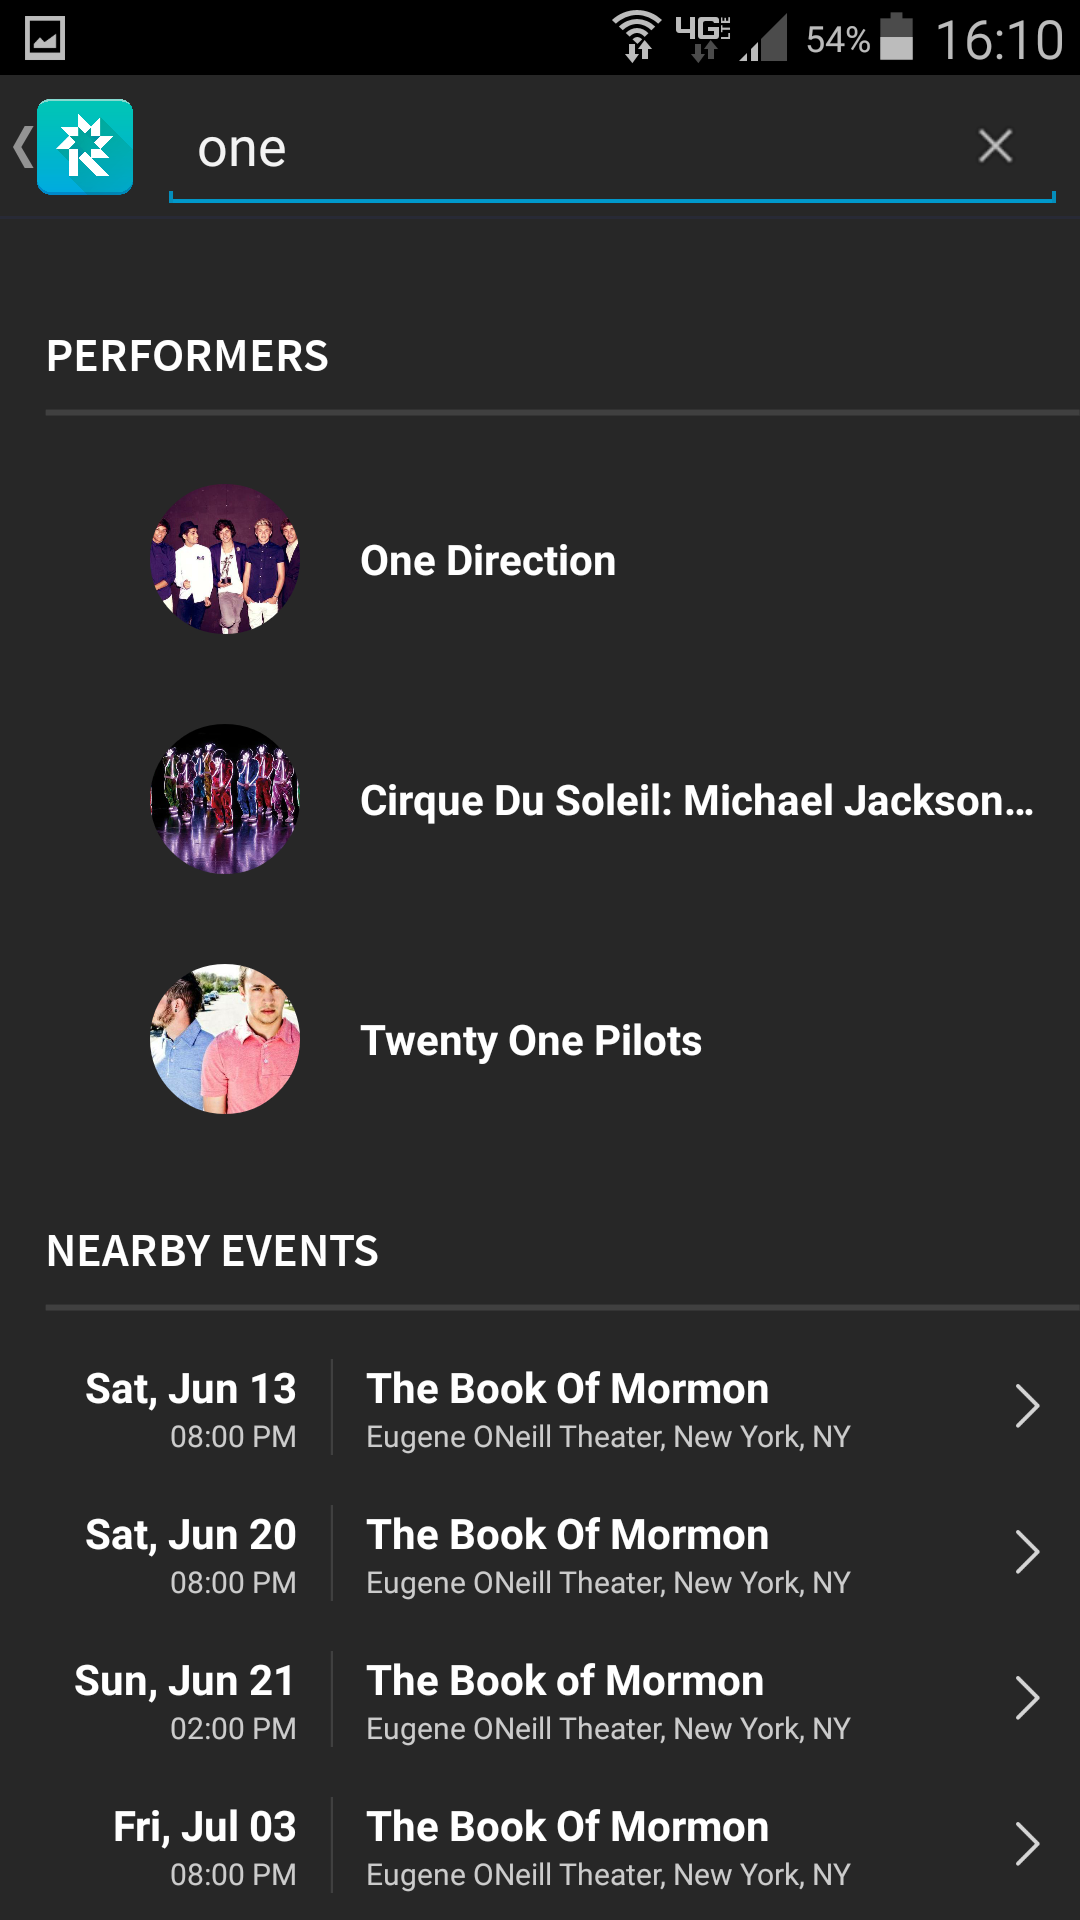 4G LTE 54% 16:10
one
PERFORMERS
One Direction
Cirque Du Soleil: Michael Jackson...
Twenty One Pilots
NEARBY EVENTS
Sat, Jun 13 The Book Of Mormon
08:00 PM Eugene ONeill Theater, New York, NY
Sat, Jun 20 The Book Of Mormon
08:00 PM Eugene ONeill Theater, New York, NY
Sun, Jun 21 The Book of Mormon
02:00 PM Eugene ONeill Theater, New York, NY
Fri, Jul 03 The Book Of Mormon
08:00 PM Eugene ONeill Theater, New York, NY